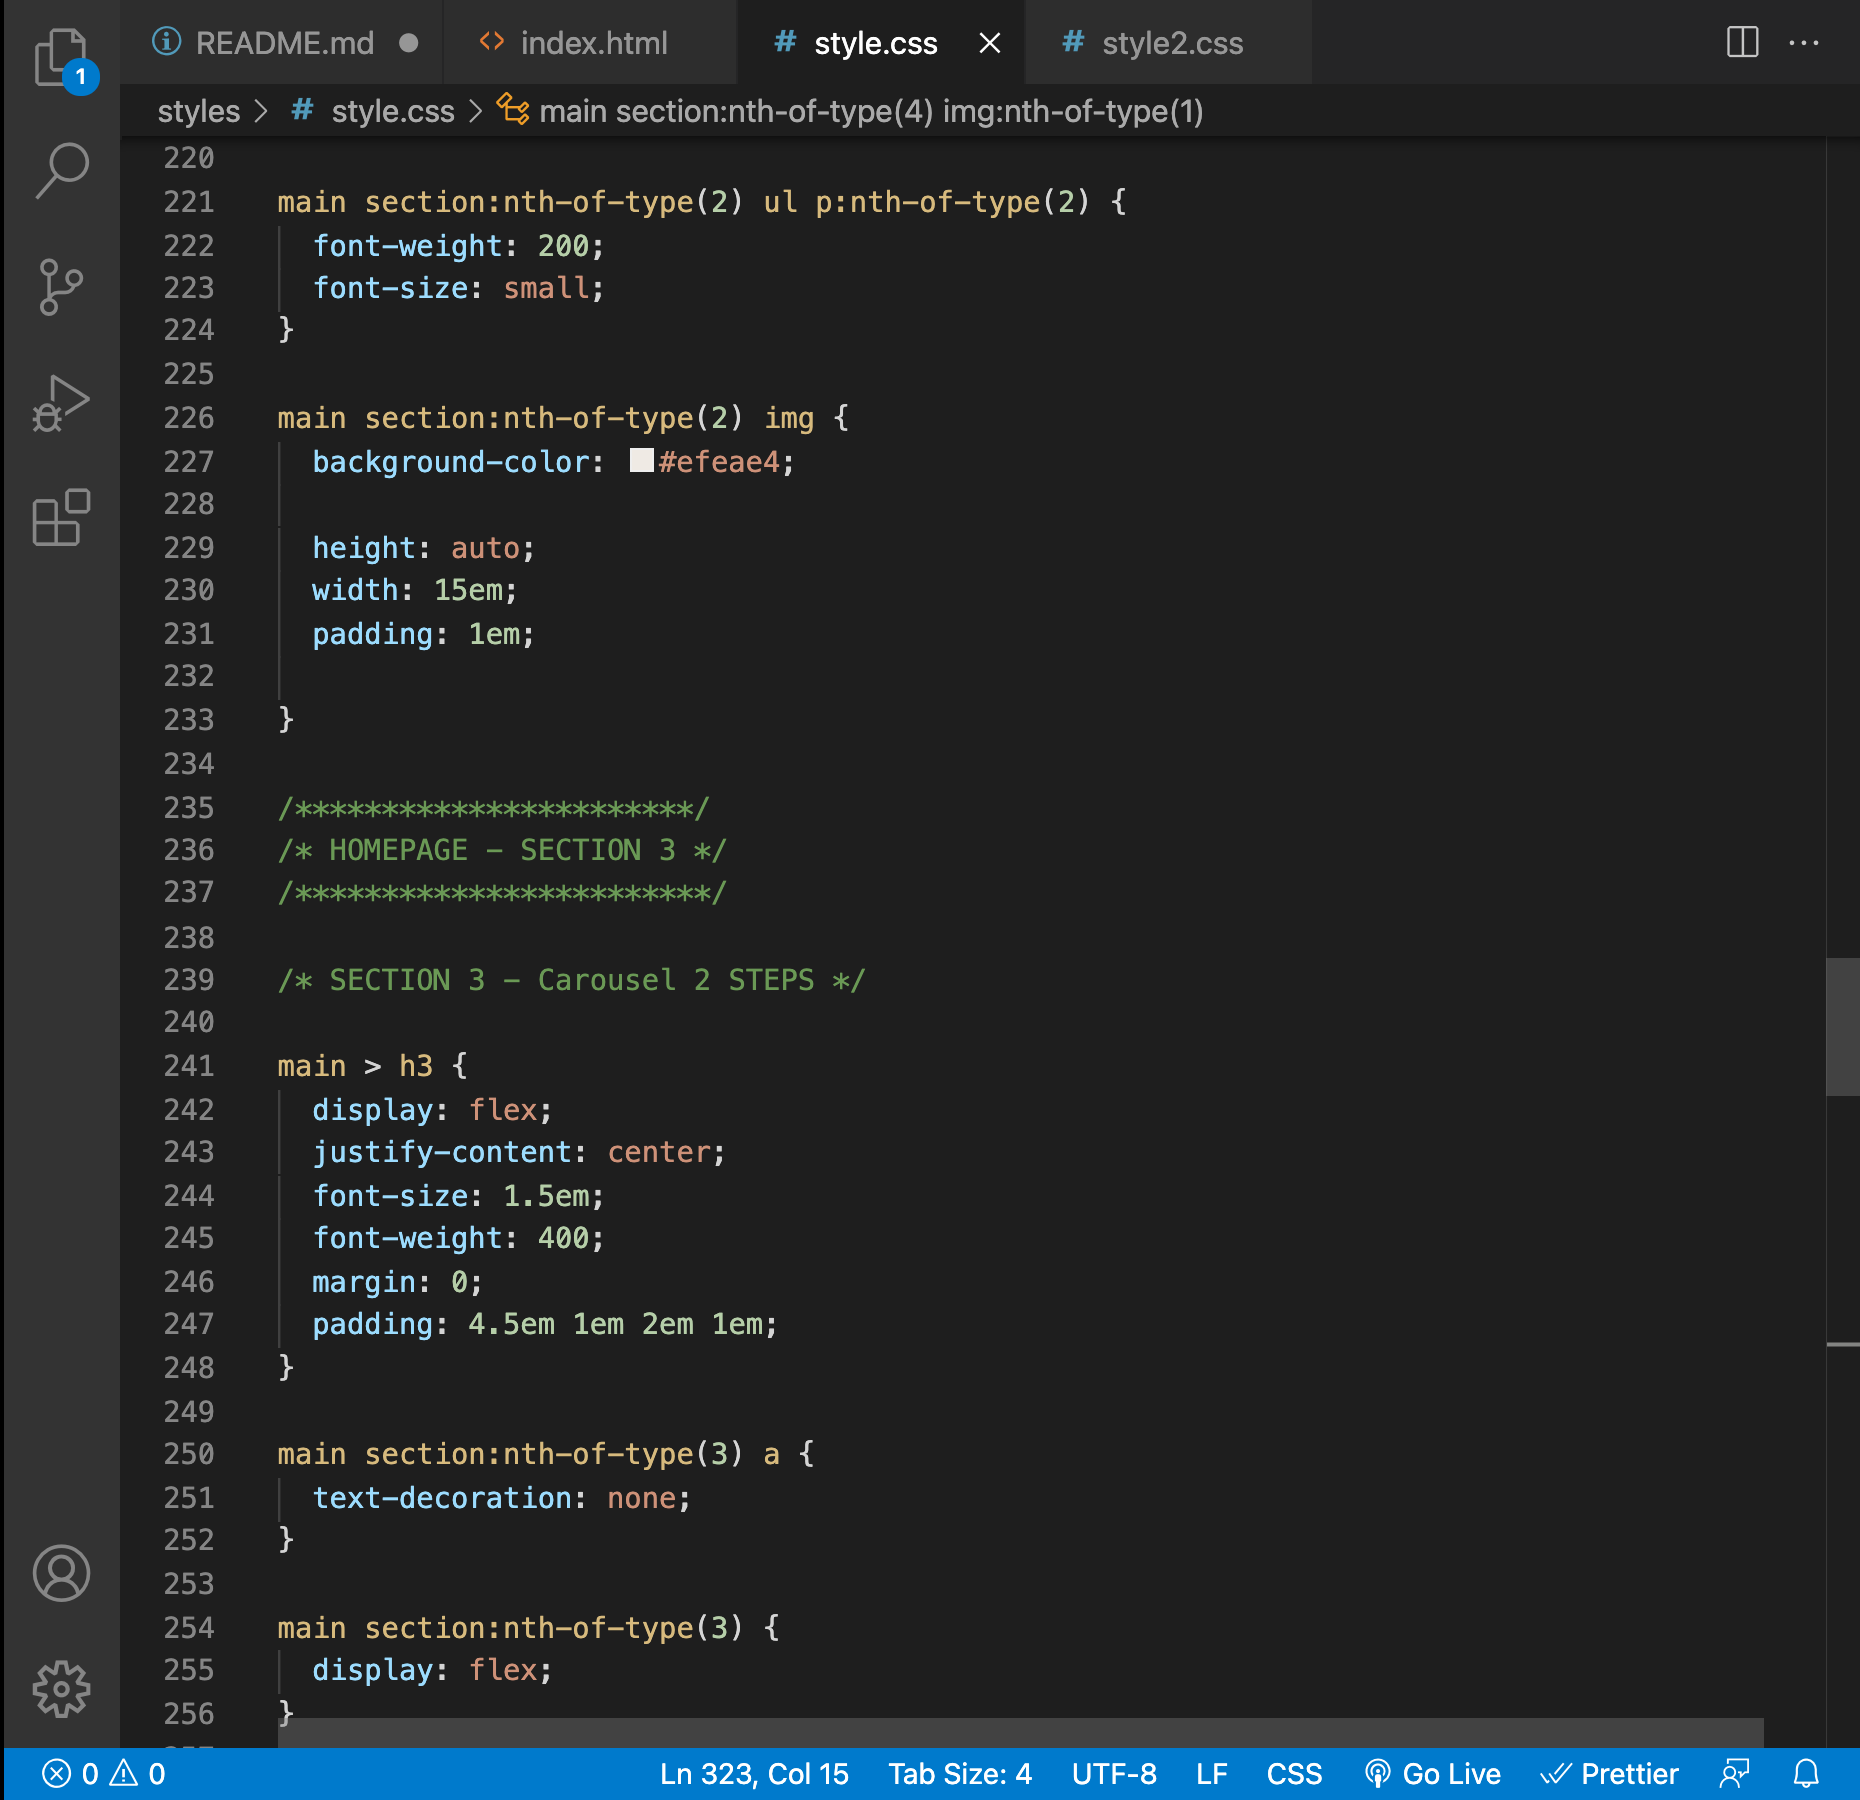 README.md
index.html
# style.css
# style2.css
1
styles > # style.css > main section:nth-of-type(4) img:nth-of-type(1)
220
221 main section:nth-of-type(2) ul p:nth-of-type(2) {
222 font-weight: 200;
223 font-size: small;
224 }
225
226 main section:nth-of-type(2) img {
227 background-color: #efeae4;
228
229 height: auto;
230 width: 15em;
231 padding: 1em;
232
233 }
234
235 /***********************/
236 /* HOMEPAGE - SECTION 3 */
237 /************************/
238
239 /* SECTION 3 - Carousel 2 STEPS */
240
241 main > h3 {
242 display: flex;
243 justify-content: center;
244 font-size: 1.5em;
245 font-weight: 400;
246 margin: 0;
247 padding: 4.5em 1em 2em 1em;
248 }
249
250 main section:nth-of-type(3) a {
251 text-decoration: none;
252 }
253
254 main section:nth-of-type(3) {
255 display: flex;
256 }
0 0 Ln 323, Col 15 Tab Size: 4 UTF-8 LF CSS Go Live Prettier